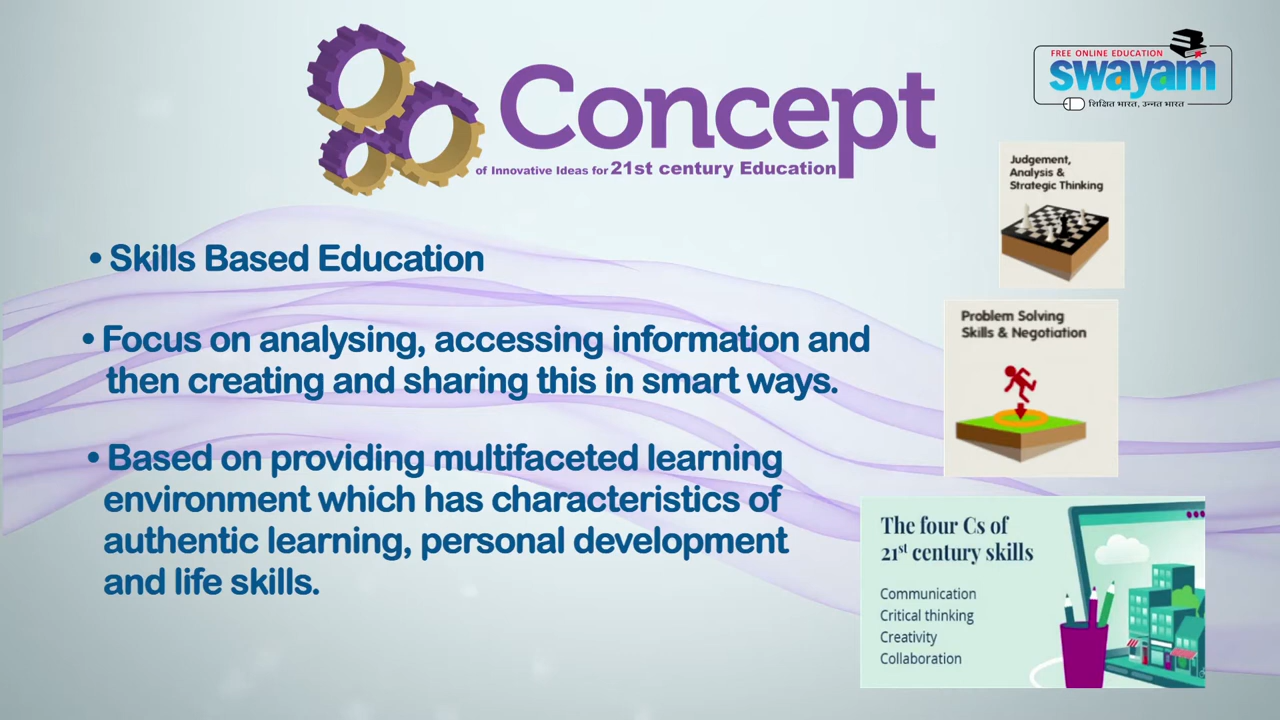 Concept
of Innovative Ideas for 21st century Education
FREE ONLINE EDUCATION
swayam
शिक्षित भारत, उन्नत भारत
• Skills Based Education
• Focus on analysing, accessing information and
then creating and sharing this in smart ways.
• Based on providing multifaceted learning
environment which has characteristics of
authentic learning, personal development
and life skills.
Judgement,
Analysis &
Strategic Thinking
Problem Solving
Skills & Negotiation
The four Cs of
21st century skills
Communication
Critical thinking
Creativity
Collaboration